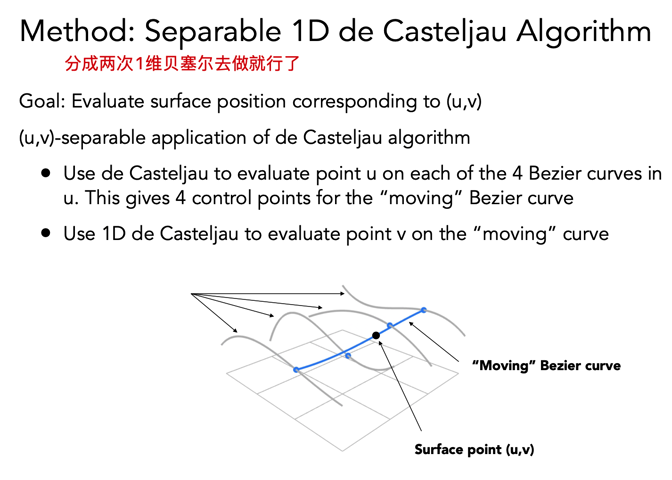 Method: Separable 1D de Casteljau Algorithm
分成两次1维贝塞尔去做就行了
Goal: Evaluate surface position corresponding to (u,v)
(u,v)-separable application of de Casteljau algorithm
• Use de Casteljau to evaluate point u on each of the 4 Bezier curves in
u. This gives 4 control points for the “moving” Bezier curve
• Use 1D de Casteljau to evaluate point v on the “moving” curve
“Moving” Bezier curve
Surface point (u,v)